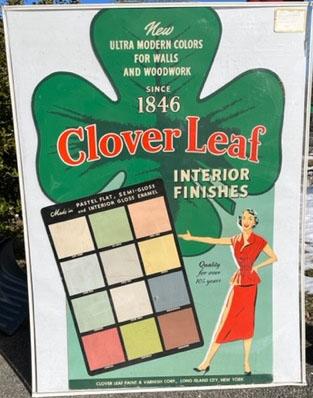 New
ULTRA MODERN COLORS
FOR WALLS
AND WOODWORK
SINCE
1846
Clover Leaf
INTERIOR
FINISHES
Made in PASTEL FLAT, SEMI-GLOSS
and INTERIOR GLOSS ENAMEL
Quality
for over
years
CLOVER LEAF PAINT & VARNISH CORP., LONG ISLAND CITY, NEW YORK